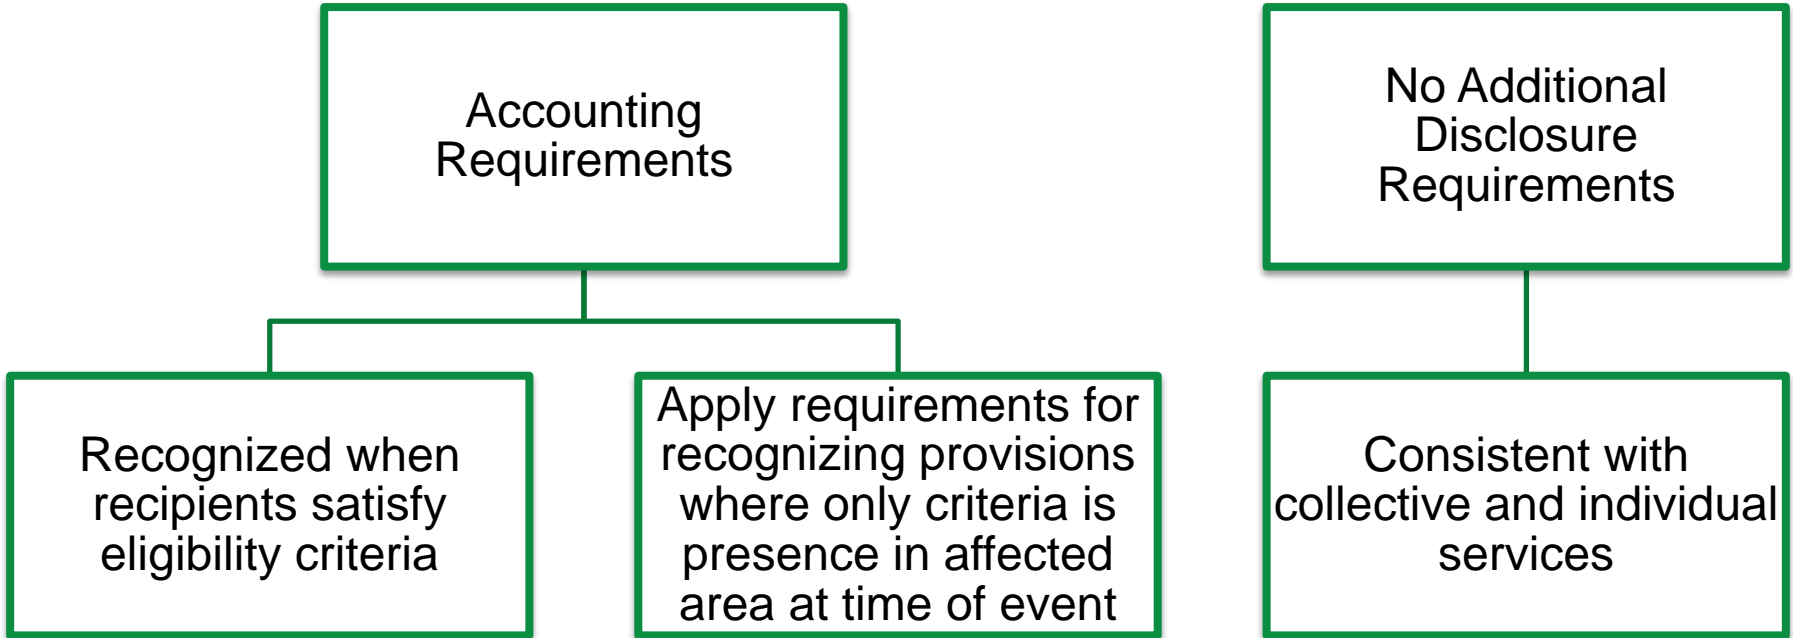 Accounting
Requirements
No Additional
Disclosure
Requirements
Recognized when
recipients satisfy
eligibility criteria
Apply requirements for
recognizing provisions
where only criteria is
presence in affected
area at time of event
Consistent with
collective and individual
services